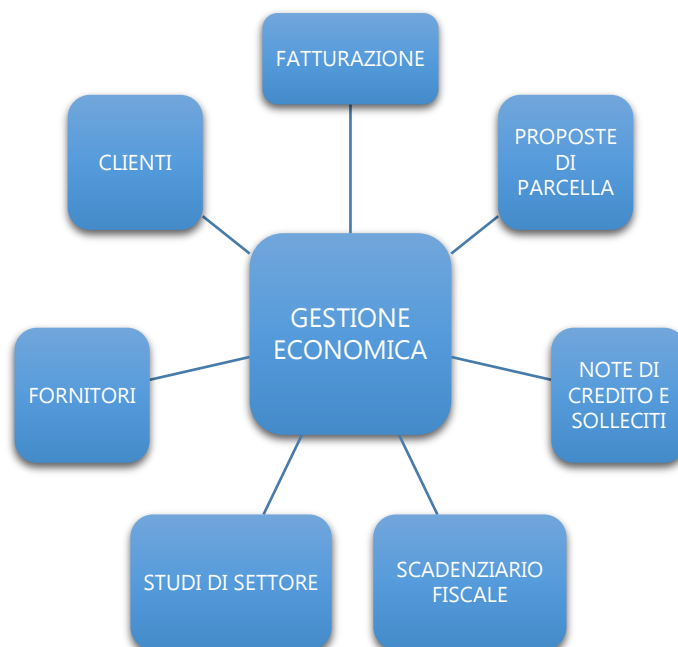 FATTURAZIONE
CLIENTI
PROPOSTE
DI
PARCELLA
GESTIONE
ECONOMICA
FORNITORI
NOTE DI
CREDITO E
SOLLECITI
STUDI DI SETTORE
SCADENZIARIO
FISCALE